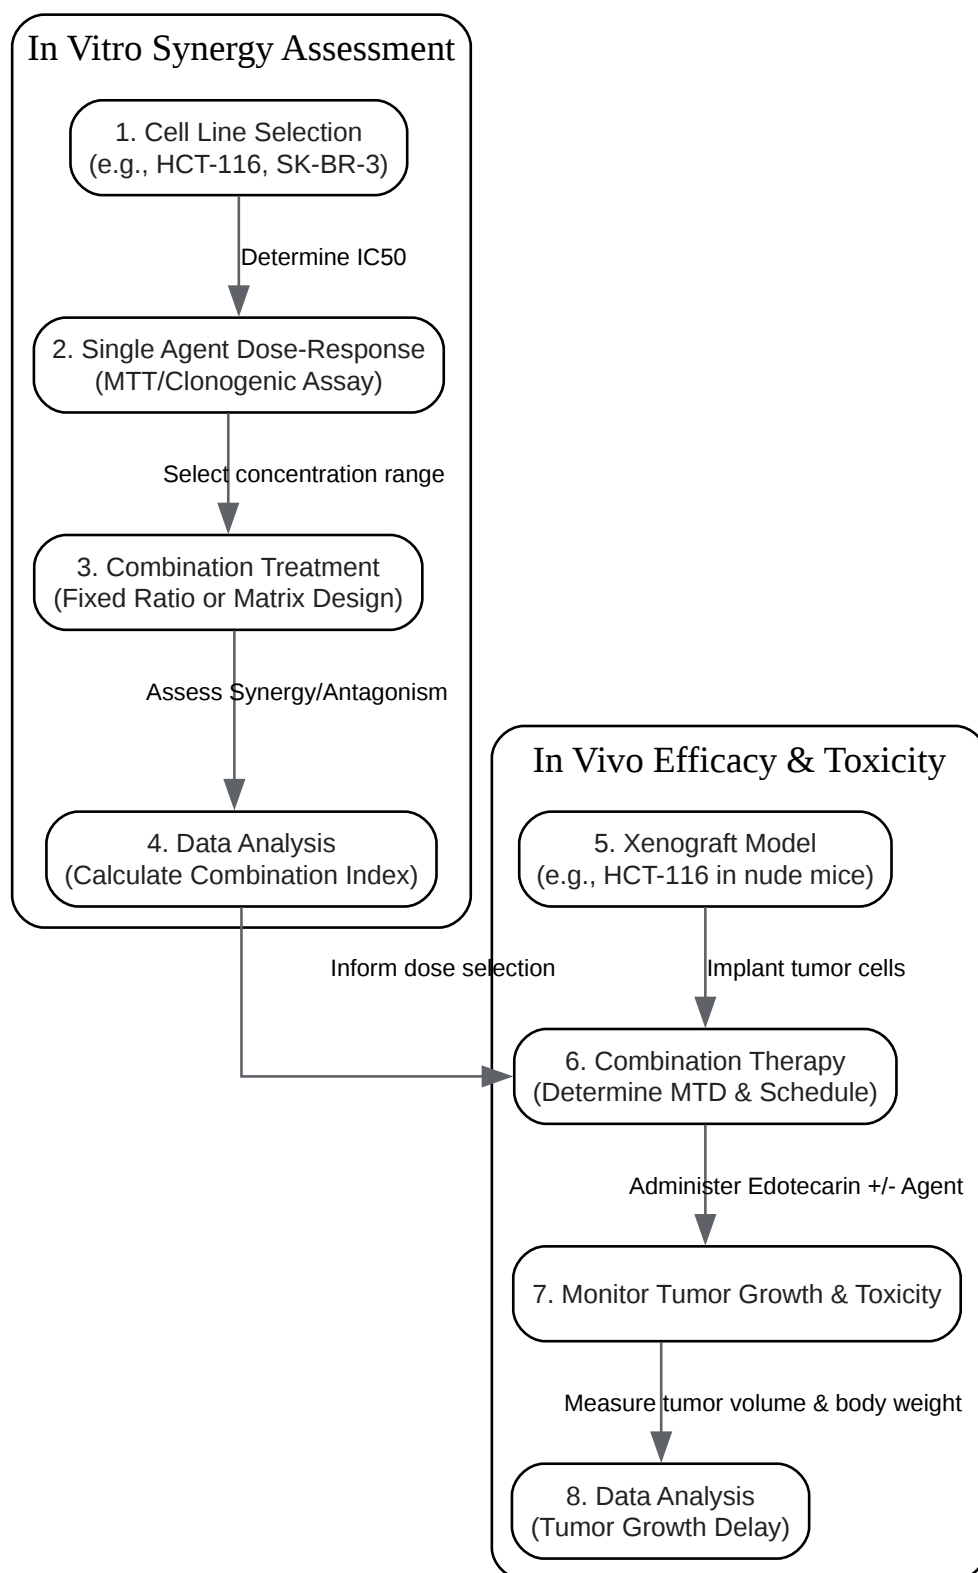 In Vitro Synergy Assessment
1. Cell Line Selection
(e.g., HCT-116, SK-BR-3)
Determine IC50
2. Single Agent Dose-Response
(MTT/Clonogenic Assay)
Select concentration range
3. Combination Treatment
(Fixed Ratio or Matrix Design)
Assess Synergy/Antagonism
4. Data Analysis
(Calculate Combination Index)
Inform dose selection
In Vivo Efficacy & Toxicity
5. Xenograft Model
(e.g., HCT-116 in nude mice)
Implant tumor cells
6. Combination Therapy
(Determine MTD & Schedule)
Administer Edotecarin +/- Agent
7. Monitor Tumor Growth & Toxicity
Measure tumor volume & body weight
8. Data Analysis
(Tumor Growth Delay)